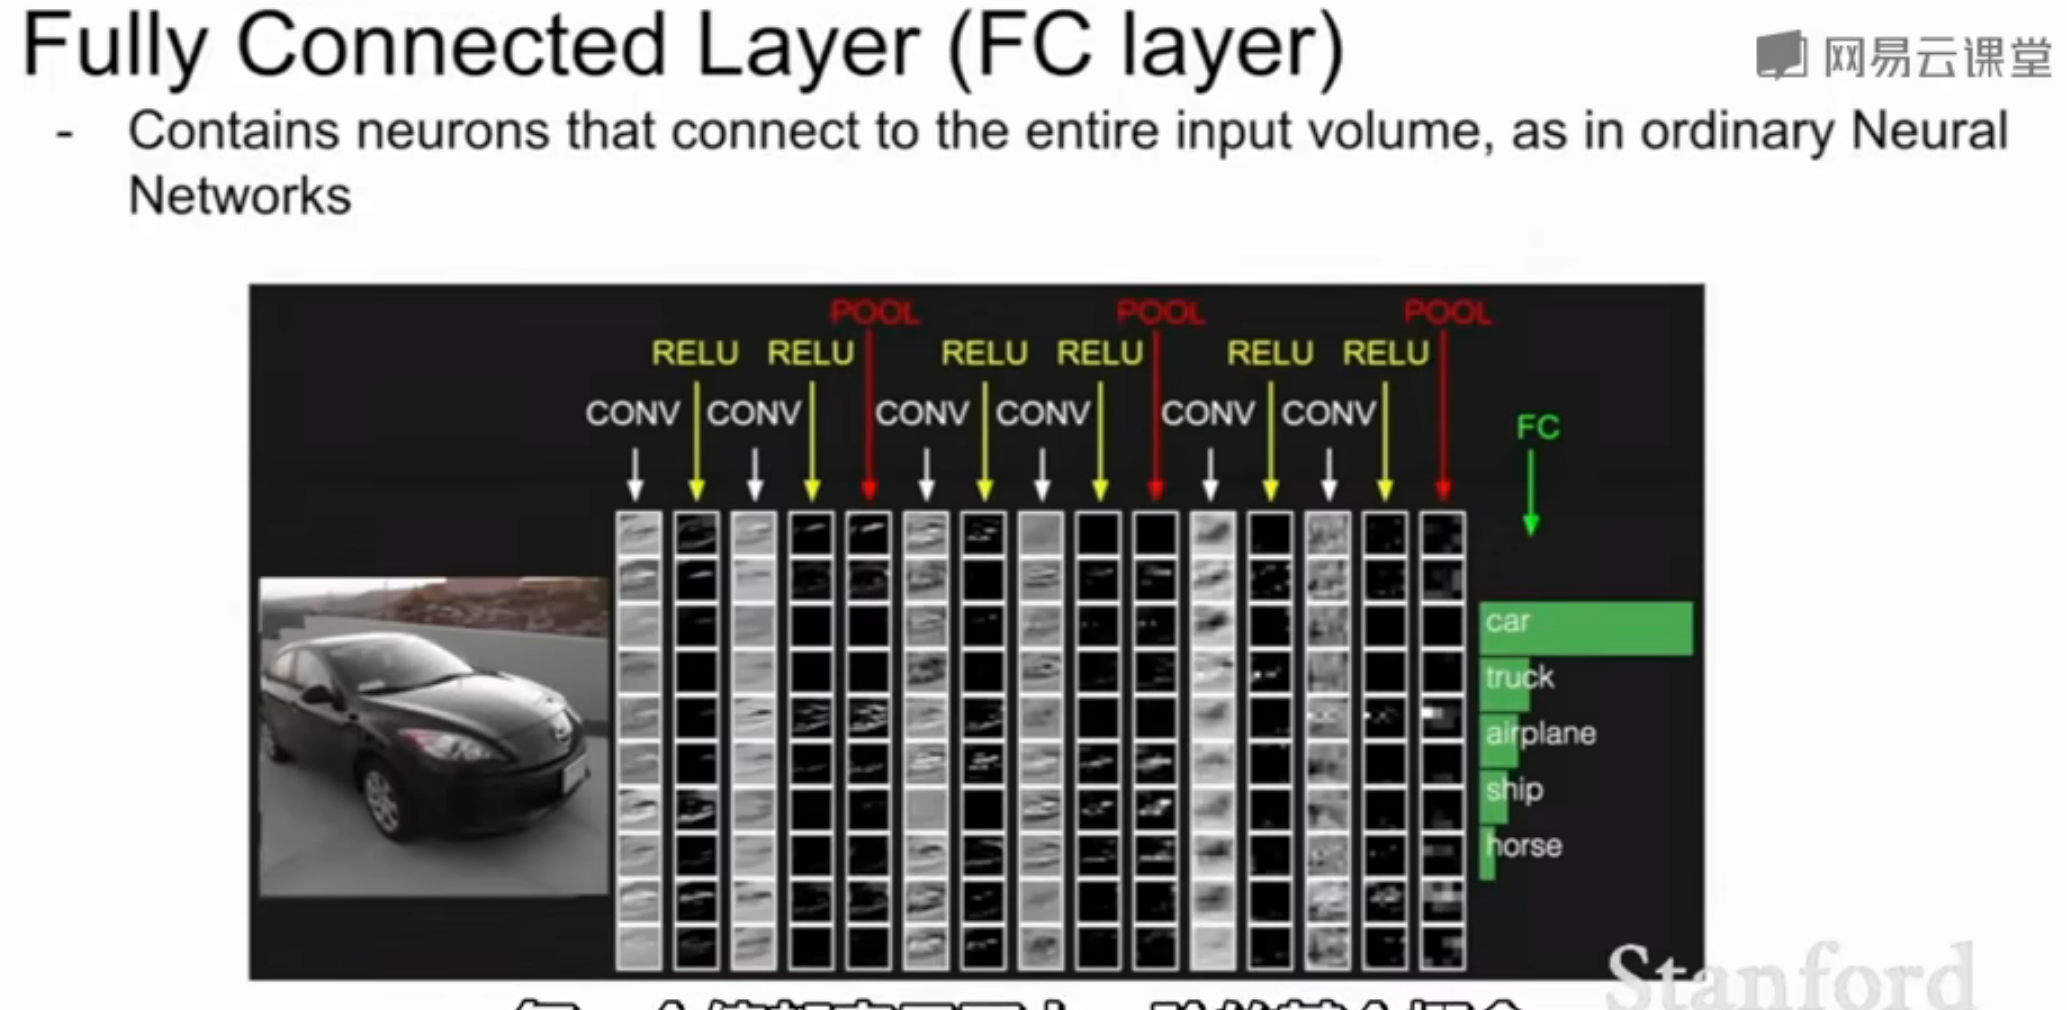 Fully Connected Layer (FC layer)
网易云课堂
- Contains neurons that connect to the entire input volume, as in ordinary Neural
Networks
POOL POOL POOL
RELU RELU RELU RELU RELU RELU
CONV CONV CONV CONV CONV CONV
FC
car
truck
airplane
ship
horse
Stanford